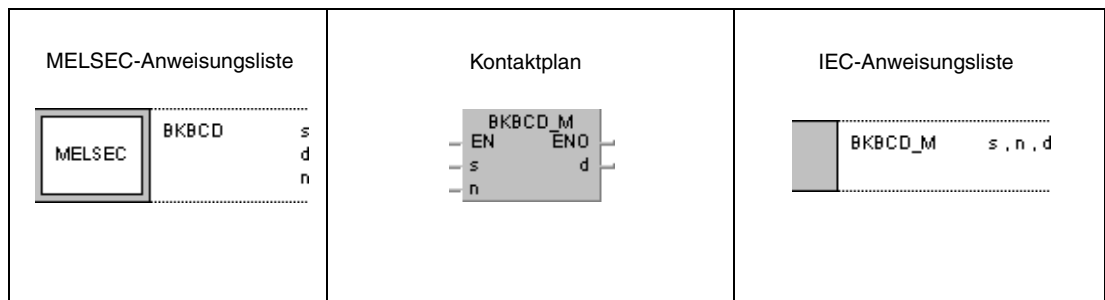 MELSEC-Anweisungsliste
MELSEC
BKBCD s
d
n
Kontaktplan
BKBCD_M
EN ENO
s d
n
IEC-Anweisungsliste
BKBCD_M s , n , d